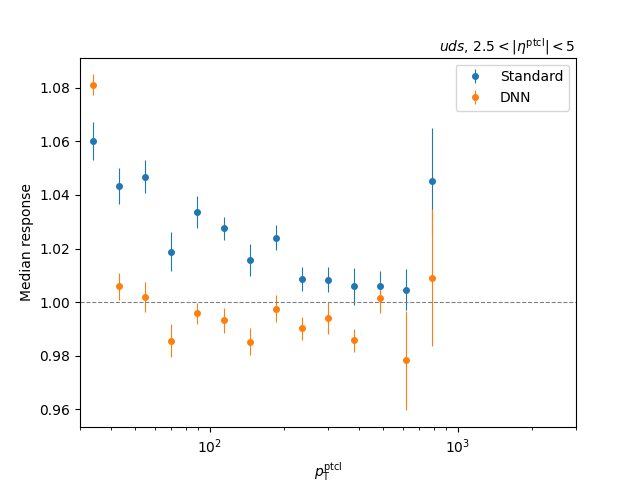 uds, 2.5 < |η^ptcl| < 5
Standard
DNN
1.08
1.06
1.04
1.02
1.00
0.98
0.96
Median response
10^2
10^3
p_T^ptcl